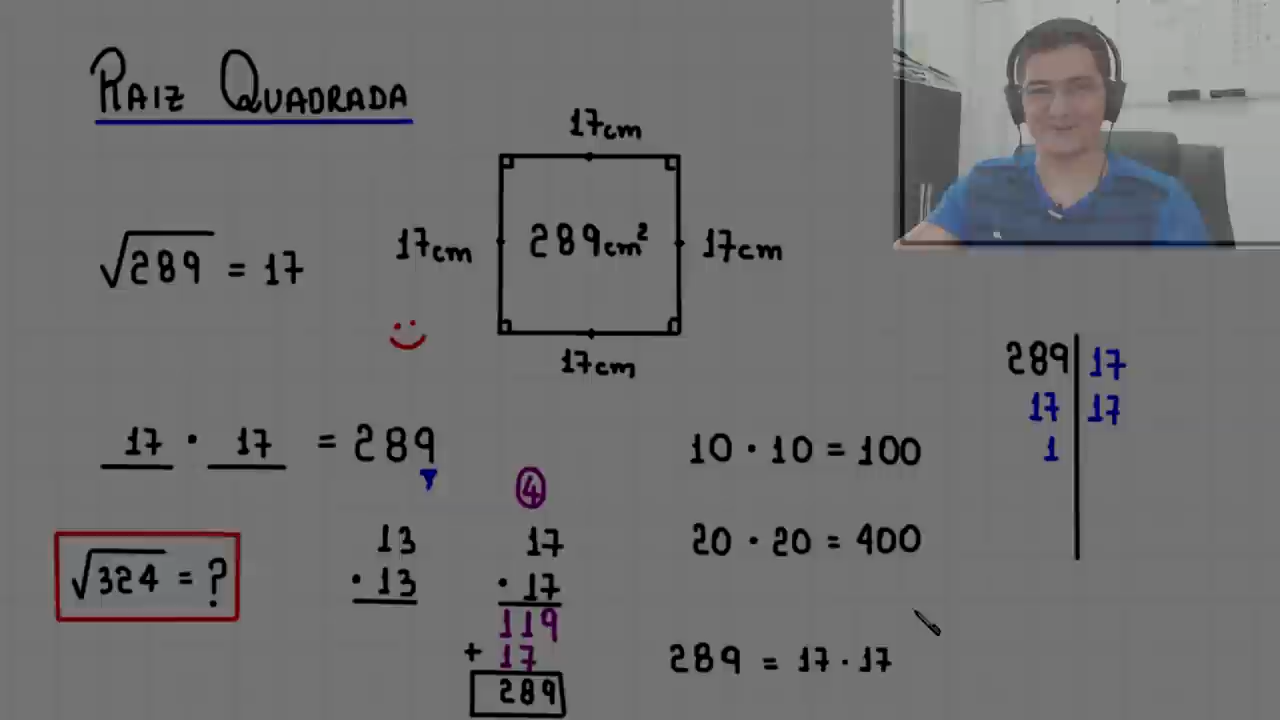 RAIZ QUADRADA
17cm
17cm
289cm²
17cm
17cm
√289 = 17
17 · 17 = 289
√324 = ?
13
· 13
4
17
· 17
119
+ 17
289
10 · 10 = 100
20 · 20 = 400
289 = 17 · 17
289 | 17
17 | 17
1